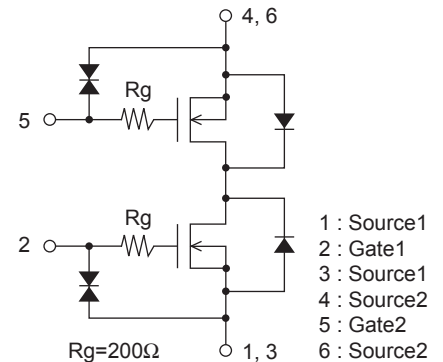 4, 6
Rg
5
Rg
2
1 : Source1
2 : Gate1
3 : Source1
4 : Source2
5 : Gate2
6 : Source2
Rg=200Ω
1, 3